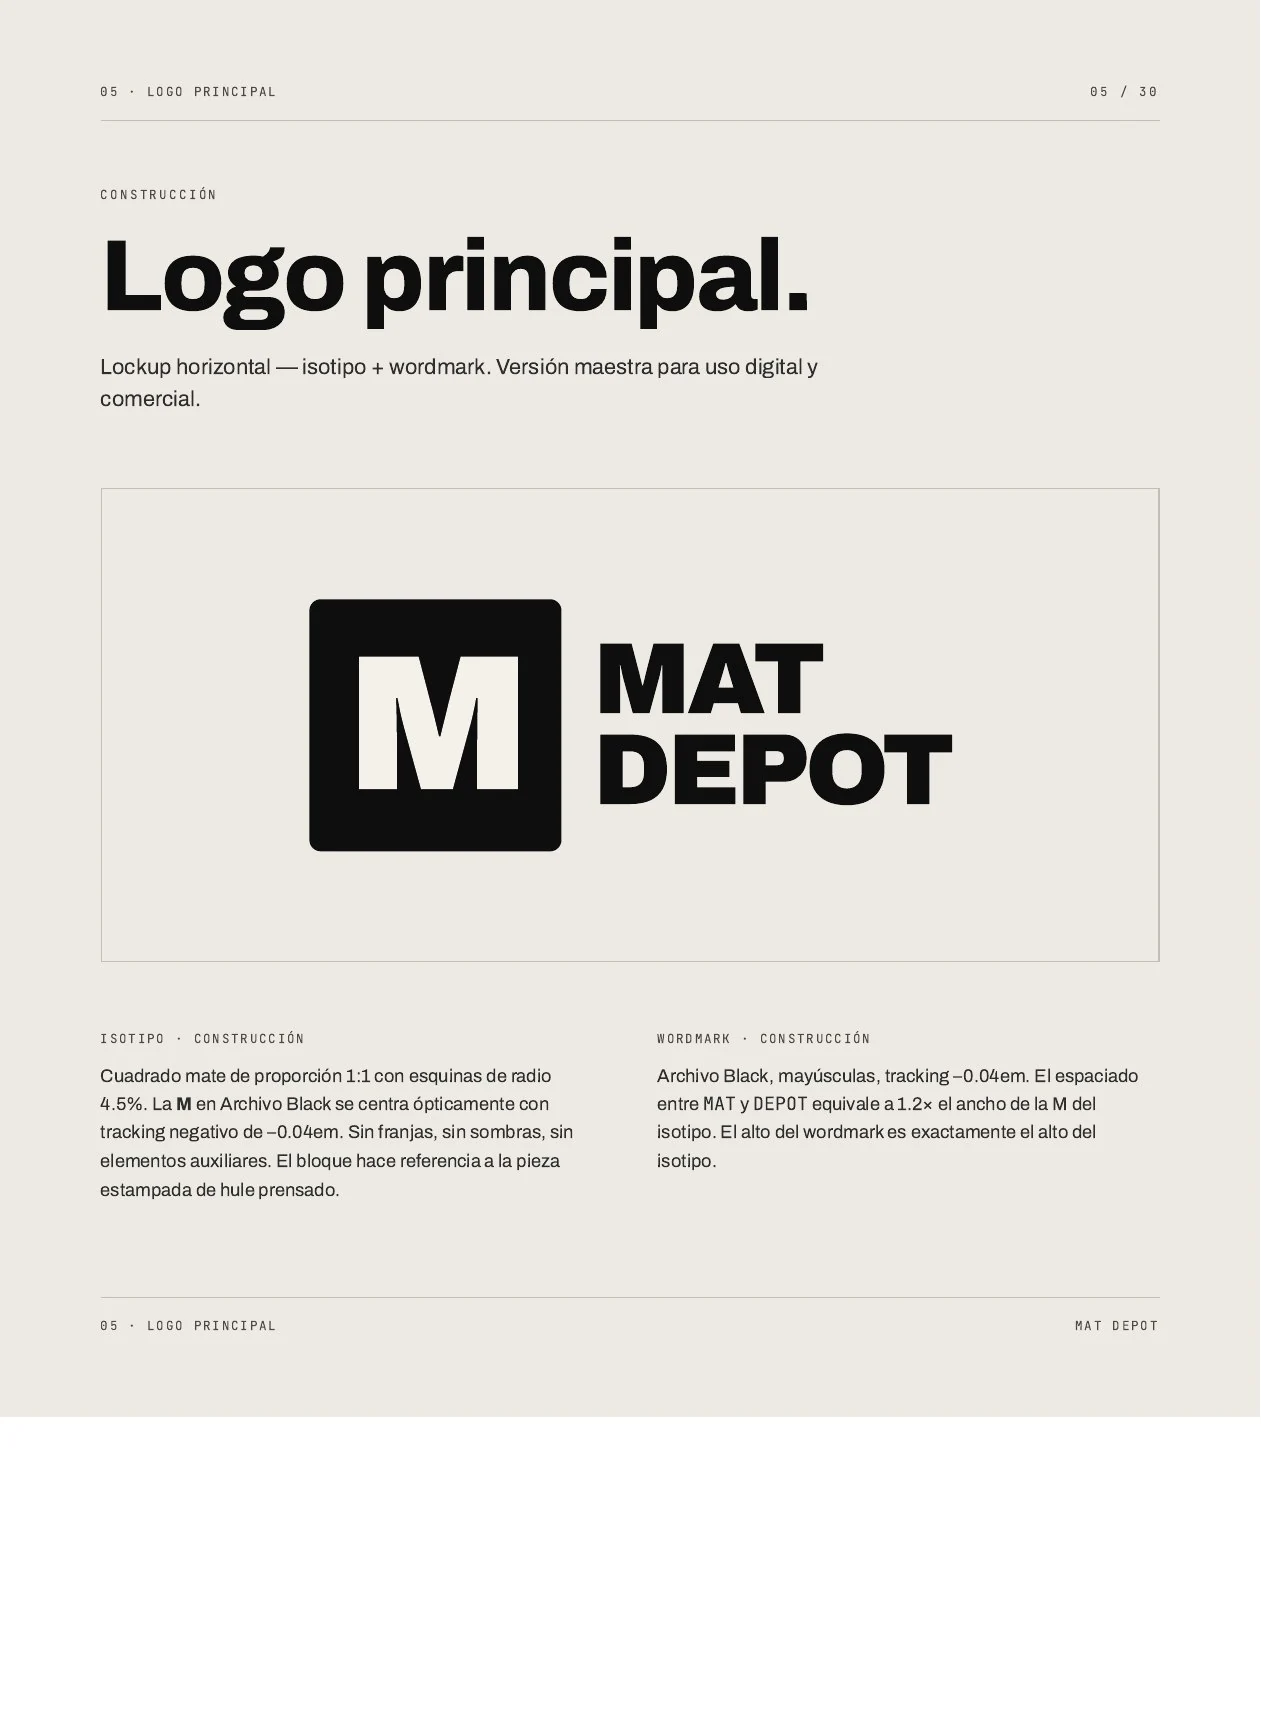 05 · LOGO PRINCIPAL
05 / 30
CONSTRUCCIÓN
Logo principal.
Lockup horizontal — isotipo + wordmark. Versión maestra para uso digital y
comercial.
M
MAT
DEPOT
ISOTIPO · CONSTRUCCIÓN
Cuadrado mate de proporción 1:1 con esquinas de radio
4.5%. La M en Archivo Black se centra ópticamente con
tracking negativo de −0.04em. Sin franjas, sin sombras, sin
elementos auxiliares. El bloque hace referencia a la pieza
estampada de hule prensado.
WORDMARK · CONSTRUCCIÓN
Archivo Black, mayúsculas, tracking −0.04em. El espaciado
entre MAT y DEPOT equivale a 1.2× el ancho de la M del
isotipo. El alto del wordmark es exactamente el alto del
isotipo.
05 · LOGO PRINCIPAL
MAT DEPOT